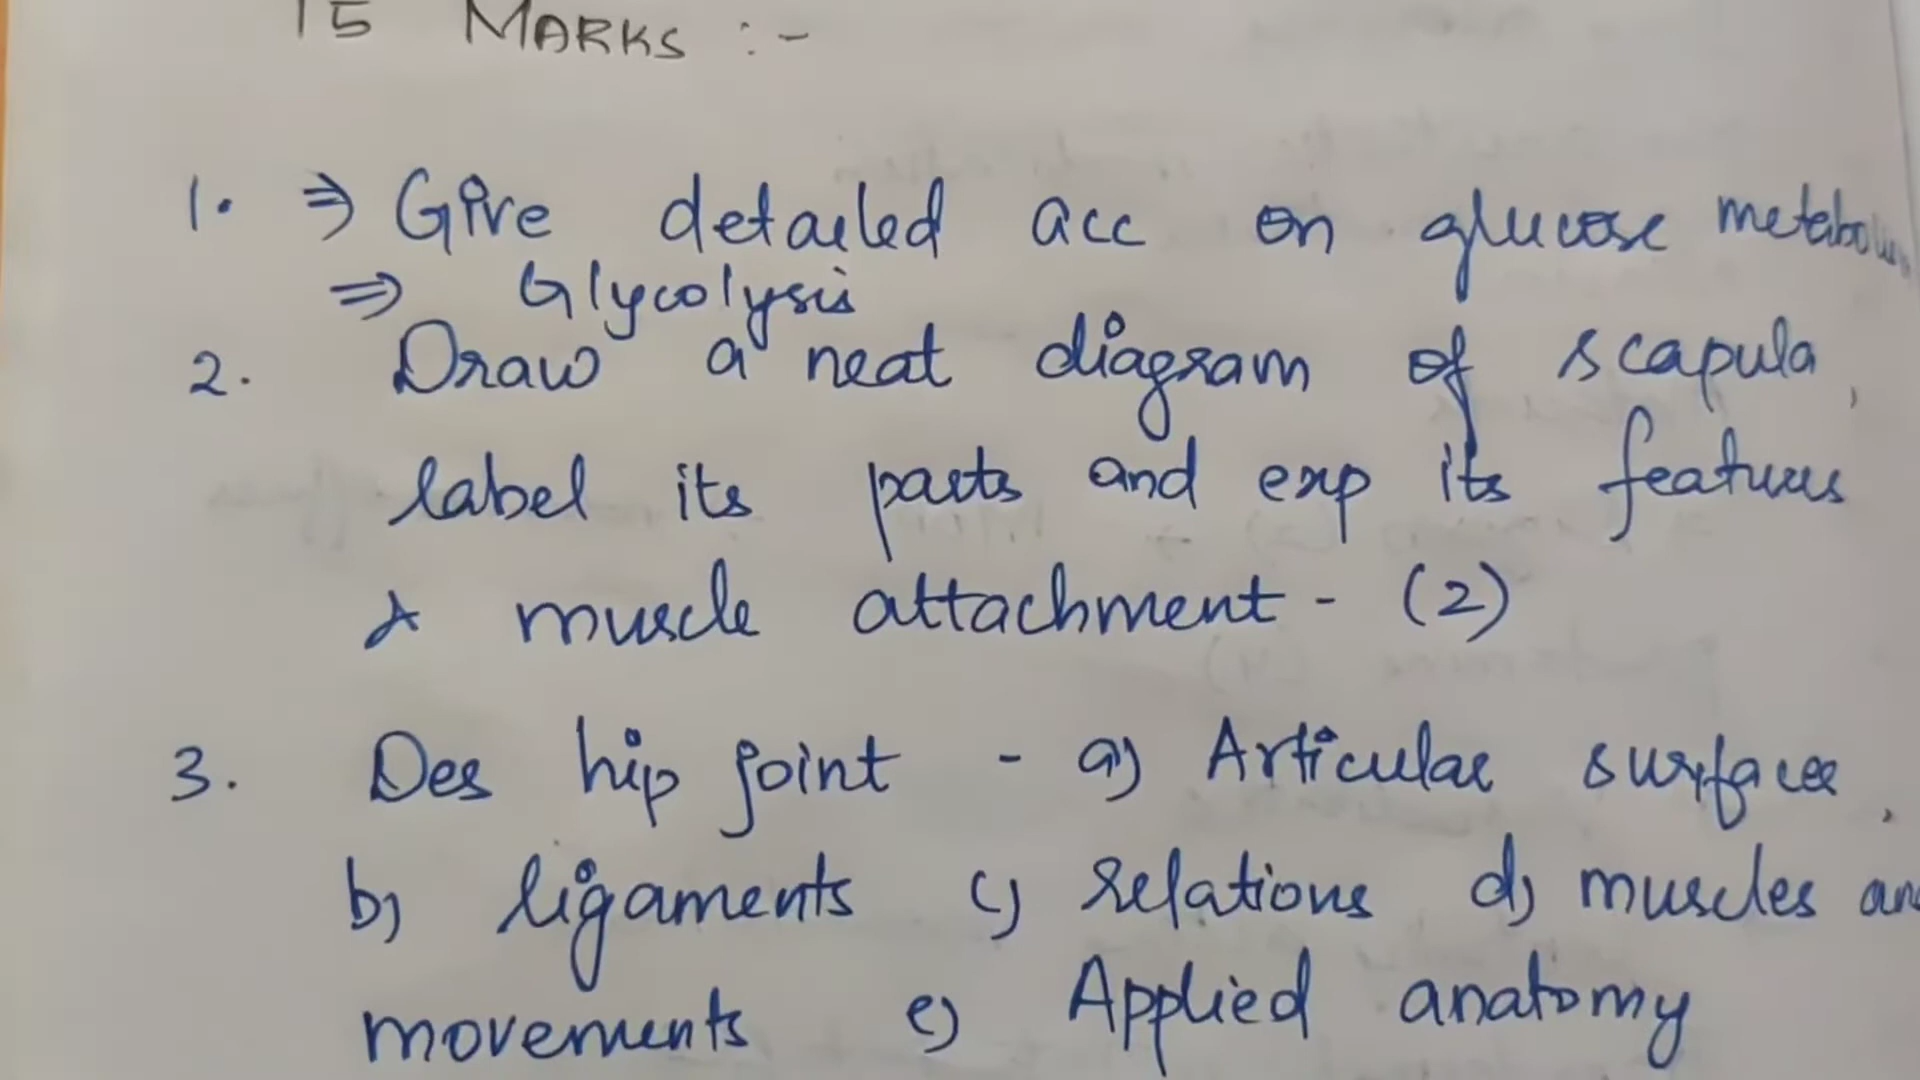 15 MARKS :-
1. ⇒ Give detailed acc on glucose
⇒ Glycolysis
2. Draw a neat diagram of scapula,
label its parts and exp its features
& muscle attachment - (2)
3. Des hip joint - a) Articular surfaces,
b) ligaments c) relations d) muscles
movements e) Applied anatomy